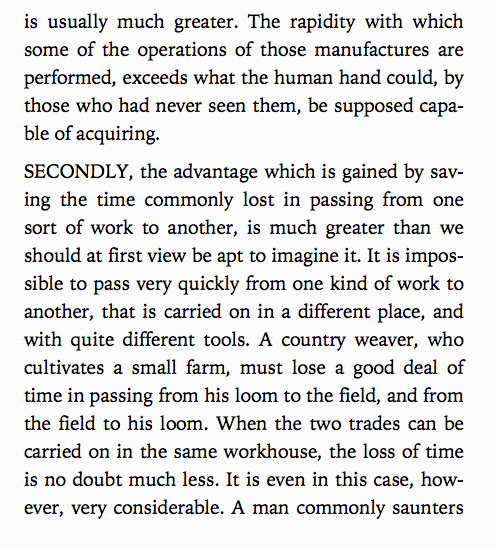 is usually much greater. The rapidity with which
some of the operations of those manufactures are
performed, exceeds what the human hand could, by
those who had never seen them, be supposed capa-
ble of acquiring.
SECONDLY, the advantage which is gained by sav-
ing the time commonly lost in passing from one
sort of work to another, is much greater than we
should at first view be apt to imagine it. It is impos-
sible to pass very quickly from one kind of work to
another, that is carried on in a different place, and
with quite different tools. A country weaver, who
cultivates a small farm, must lose a good deal of
time in passing from his loom to the field, and from
the field to his loom. When the two trades can be
carried on in the same workhouse, the loss of time
is no doubt much less. It is even in this case, how-
ever, very considerable. A man commonly saunters